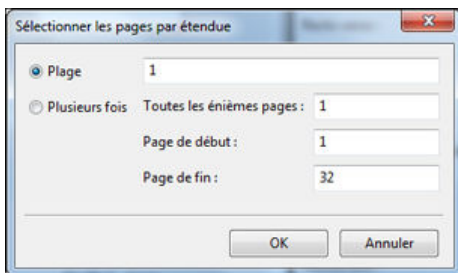 Sélectionner les pages par étendue
Plage 1
Plusieurs fois Toutes les énièmes pages : 1
Page de début : 1
Page de fin : 32
OK Annuler